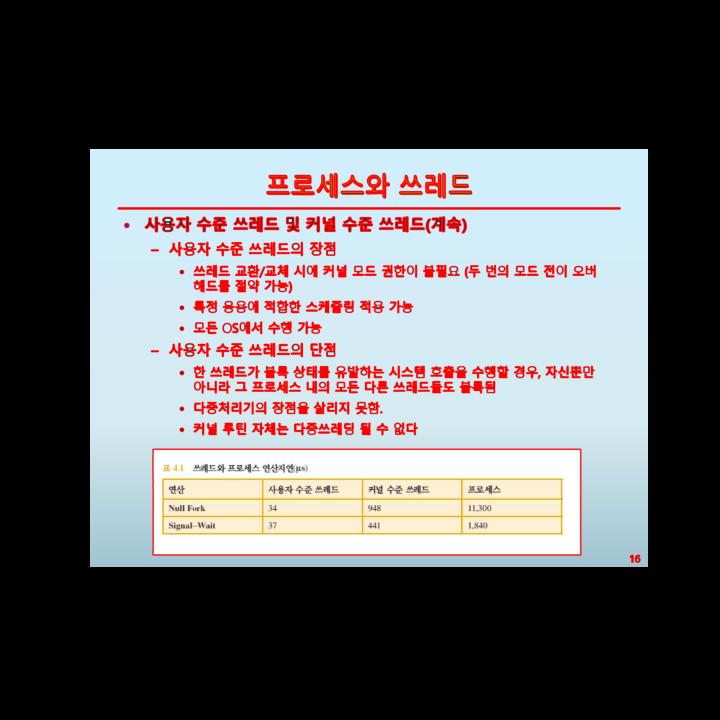 프로세스와 쓰레드
• 사용자 수준 쓰레드 및 커널 수준 쓰레드(계속)
– 사용자 수준 쓰레드의 장점
• 쓰레드 교환/교체 시에 커널 모드 권한이 불필요 (두 번의 모드 전이 오버
헤드를 절약 가능)
• 특정 응용에 적합한 스케줄링 적용 가능
• 모든 OS에서 수행 가능
– 사용자 수준 쓰레드의 단점
• 한 쓰레드가 블록 상태를 유발하는 시스템 호출을 수행할 경우, 자신뿐만
아니라 그 프로세스 내의 모든 다른 쓰레드들도 블록됨
• 다중처리기의 장점을 살리지 못함.
• 커널 루틴 자체는 다중쓰레딩 될 수 없다
표 4.1 쓰레드와 프로세스 연산지연(μs)
연산 사용자 수준 쓰레드 커널 수준 쓰레드 프로세스
Null Fork 34 948 11,300
Signal–Wait 37 441 1,840
16